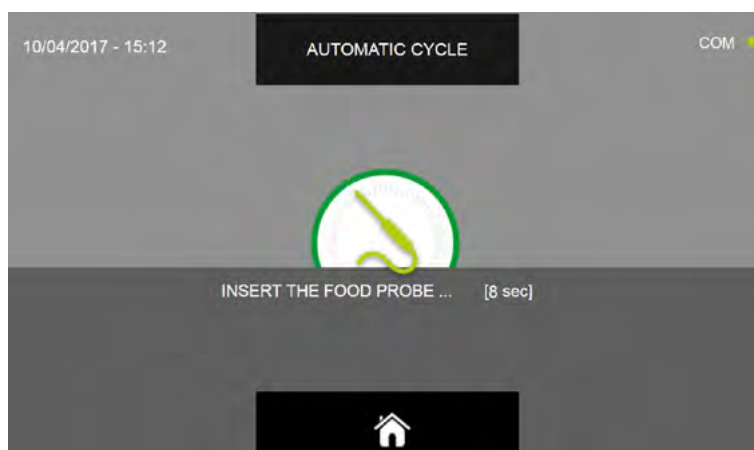 10/04/2017 - 15:12
AUTOMATIC CYCLE
COM
INSERT THE FOOD PROBE ... [8 sec]